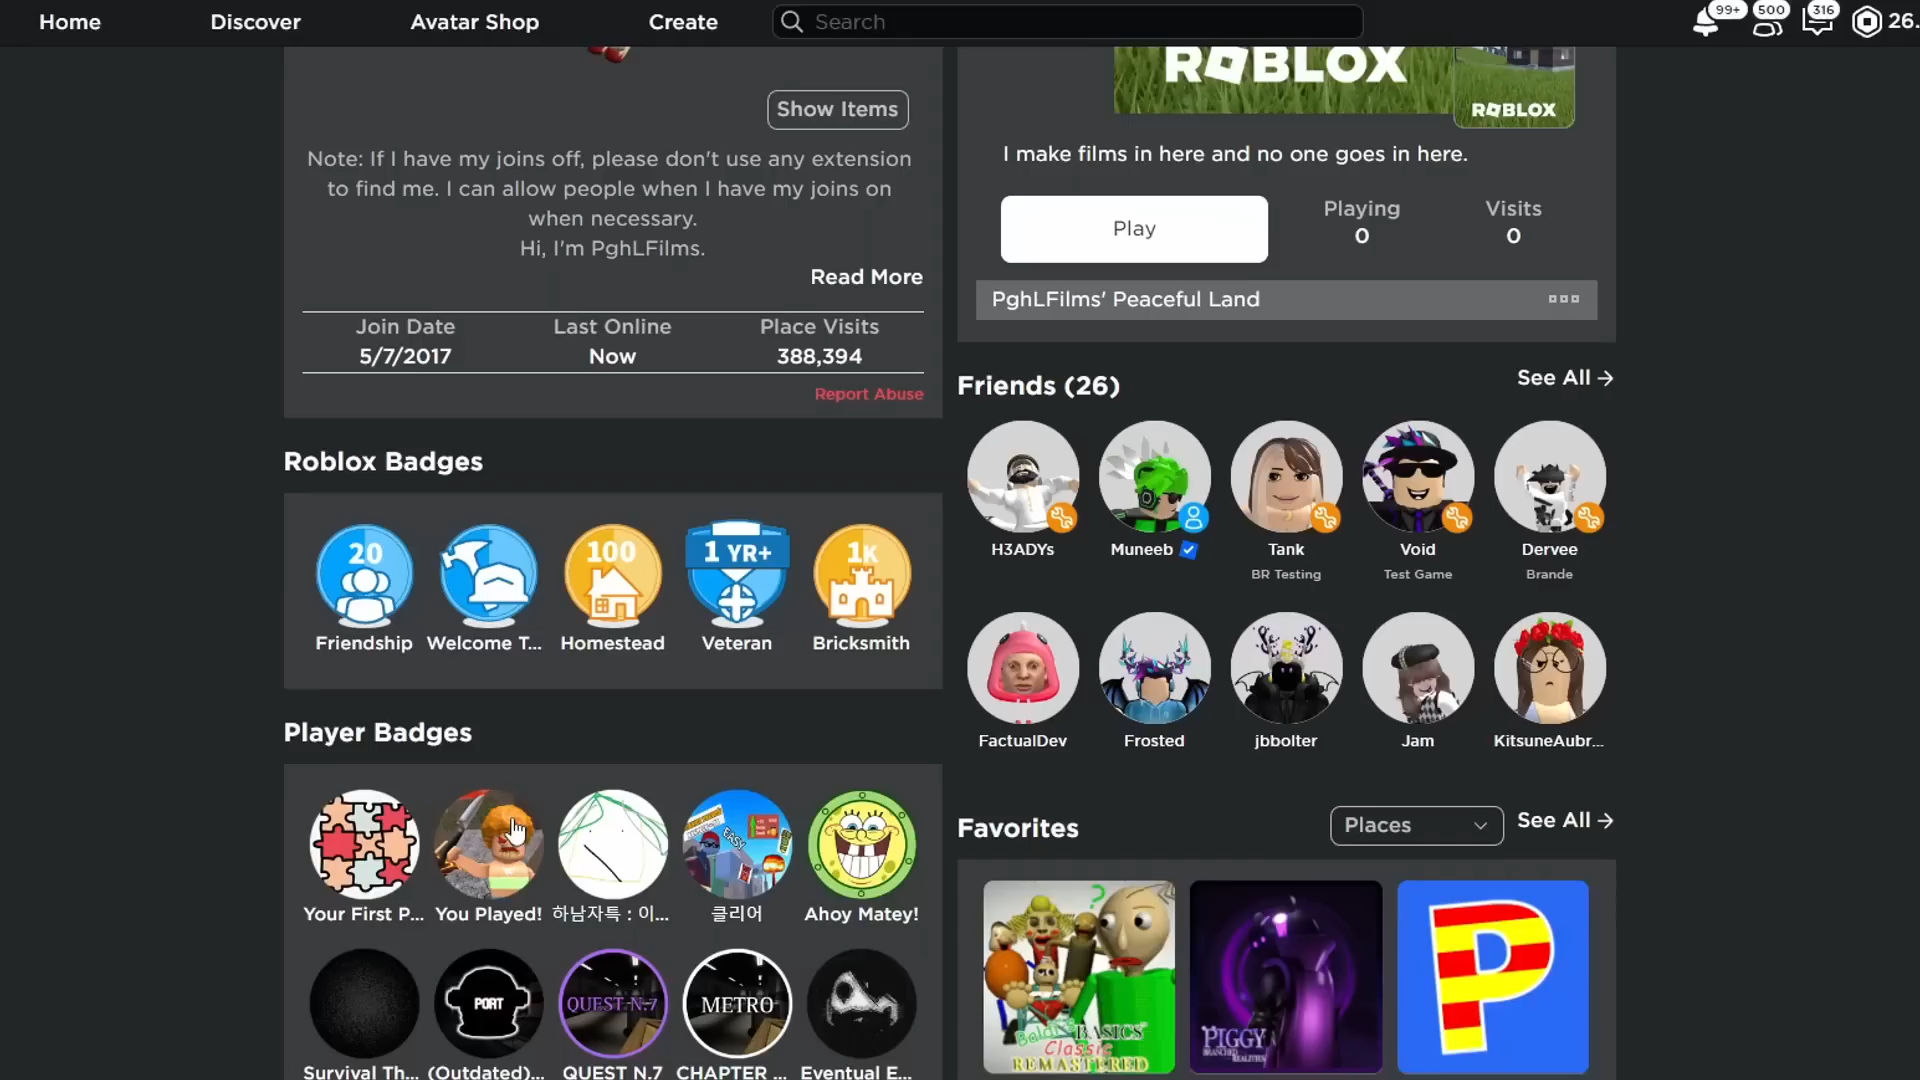 Home
Discover
Avatar Shop
Create
Search
99+
500
316
26.
Show Items
Note: If I have my joins off, please don't use any extension
to find me. I can allow people when I have my joins on
when necessary.
Hi, I'm PghLFilms.
Read More
Join Date
Last Online
Place Visits
5/7/2017
Now
388,394
Report Abuse
ROBLOX
ROBLOX
I make films in here and no one goes in here.
Play
Playing
Visits
0
0
PghLFilms' Peaceful Land
Friends (26)
See All
H3ADYs
Muneeb
Tank
Void
Dervee
BR Testing
Test Game
Brande
FactualDev
Frosted
jbbolter
Jam
KitsuneAubr...
Roblox Badges
20
100
1 YR+
1K
Friendship
Welcome T...
Homestead
Veteran
Bricksmith
Player Badges
EASY
Your First P...
You Played!
하남자특 : 이...
클리어
Ahoy Matey!
PORT
QUEST N.7
METRO
Survival Th...
(Outdated)...
QUEST N.7
CHAPTER ...
Eventual E...
Favorites
Places
See All
?
Baldi's BASICS
Classic
REMASTERED
PIGGY
BRANCHED REALITIES
P